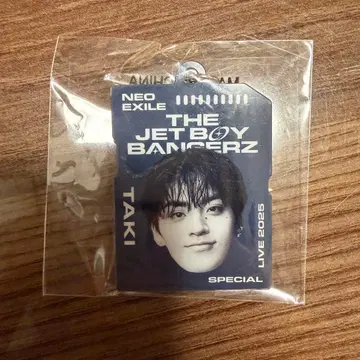 NEO
EXILE
THE
JET BOY
BANGERZ
TAKI
LIVE 2025
SPECIAL